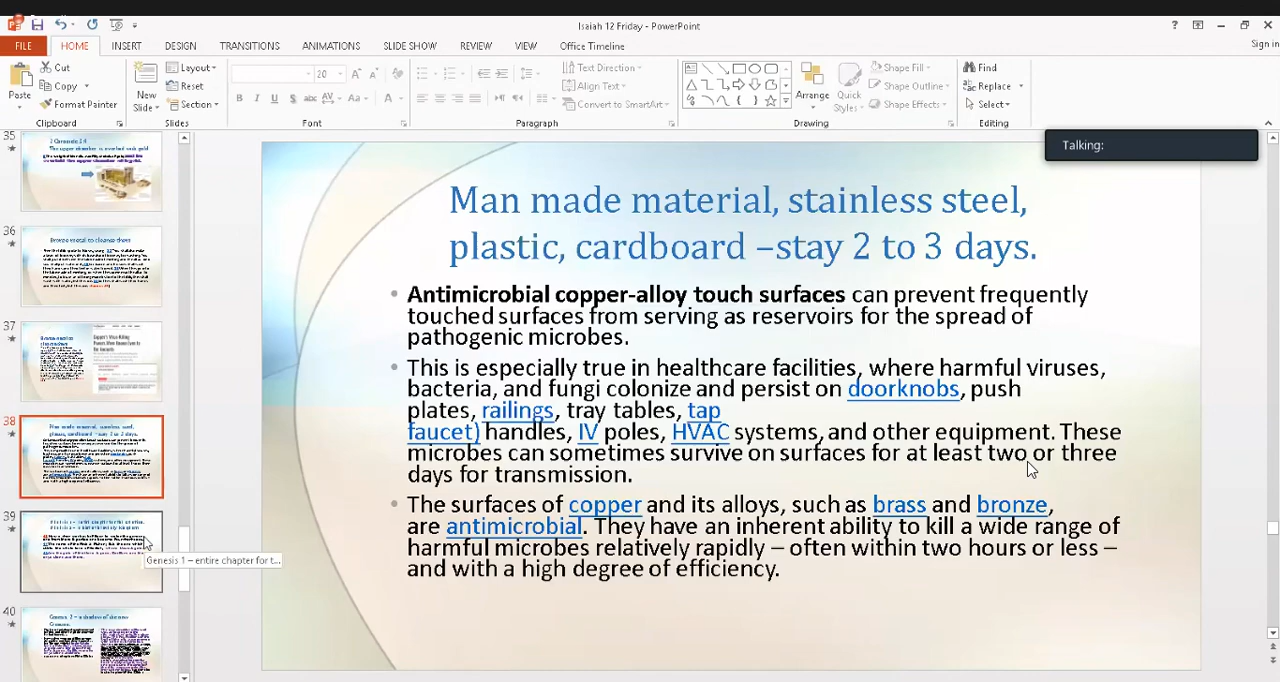 Isaiah 12 Friday - PowerPoint
?
FILE HOME INSERT DESIGN TRANSITIONS ANIMATIONS SLIDE SHOW REVIEW VIEW Office Timeline Sign in
Paste
Cut
Copy
Format Painter
Clipboard
New
Slide
Layout
Reset
Section
Slides
20
Font
Text Direction
Align Text
Convert to SmartArt
Paragraph
Arrange
Quick
Styles
Shape Fill
Shape Outline
Shape Effects
Drawing
Find
Replace
Select
Editing
Talking:
35
36
Bronze metal to cleanse
37
38
39
Genesis 1 – entire chapter for t...
40
Man made material, stainless steel,
plastic, cardboard –stay 2 to 3 days.
• Antimicrobial copper-alloy touch surfaces can prevent frequently
touched surfaces from serving as reservoirs for the spread of
pathogenic microbes.
• This is especially true in healthcare facilities, where harmful viruses,
bacteria, and fungi colonize and persist on doorknobs, push
plates, railings, tray tables, tap
faucet) handles, IV poles, HVAC systems, and other equipment. These
microbes can sometimes survive on surfaces for at least two or three
days for transmission.
• The surfaces of copper and its alloys, such as brass and bronze,
are antimicrobial. They have an inherent ability to kill a wide range of
harmful microbes relatively rapidly – often within two hours or less –
and with a high degree of efficiency.